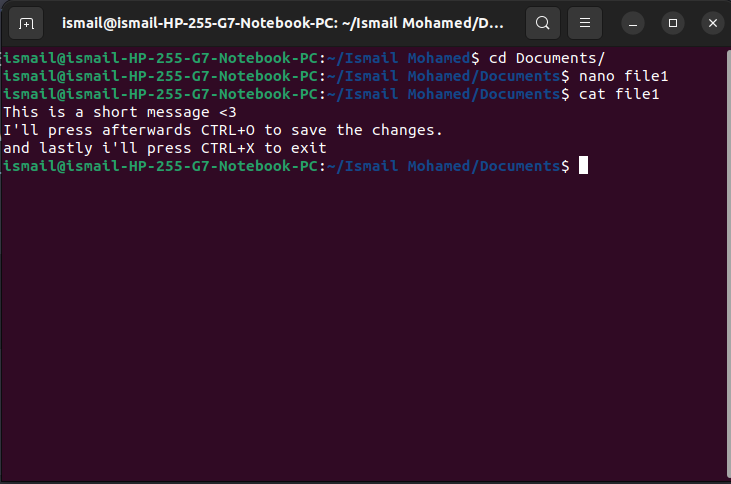 ismail@ismail-HP-255-G7-Notebook-PC: ~/Ismail Mohamed/D...
ismail@ismail-HP-255-G7-Notebook-PC:~/Ismail Mohamed$ cd Documents/
ismail@ismail-HP-255-G7-Notebook-PC:~/Ismail Mohamed/Documents$ nano file1
ismail@ismail-HP-255-G7-Notebook-PC:~/Ismail Mohamed/Documents$ cat file1
This is a short message <3
I'll press afterwards CTRL+O to save the changes.
and lastly i'll press CTRL+X to exit
ismail@ismail-HP-255-G7-Notebook-PC:~/Ismail Mohamed/Documents$